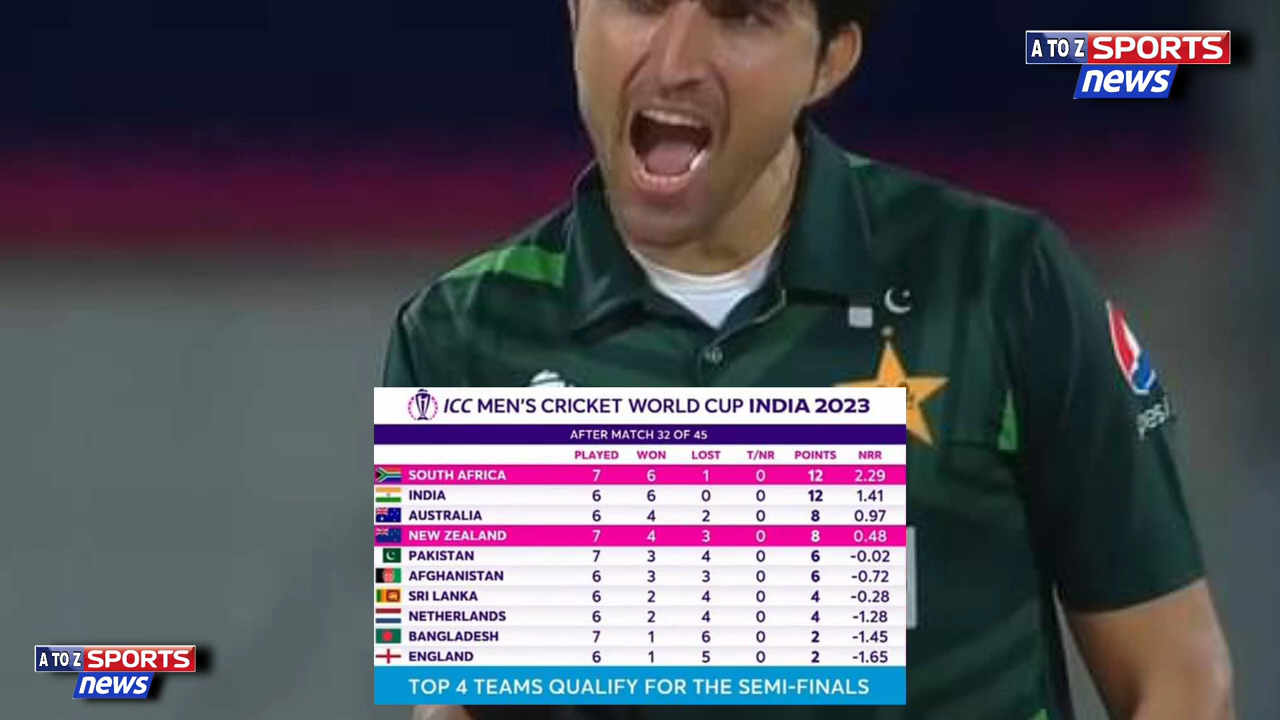 A TO Z SPORTS
news
pepsi
ICC MEN'S CRICKET WORLD CUP INDIA 2023
AFTER MATCH 32 OF 45
PLAYED WON LOST T/NR POINTS NRR
SOUTH AFRICA 7 6 1 0 12 2.29
INDIA 6 6 0 0 12 1.41
AUSTRALIA 6 4 2 0 8 0.97
NEW ZEALAND 7 4 3 0 8 0.48
PAKISTAN 7 3 4 0 6 -0.02
AFGHANISTAN 6 3 3 0 6 -0.72
SRI LANKA 6 2 4 0 4 -0.28
NETHERLANDS 6 2 4 0 4 -1.28
BANGLADESH 7 1 6 0 2 -1.45
ENGLAND 6 1 5 0 2 -1.65
TOP 4 TEAMS QUALIFY FOR THE SEMI-FINALS
A TO Z SPORTS
news